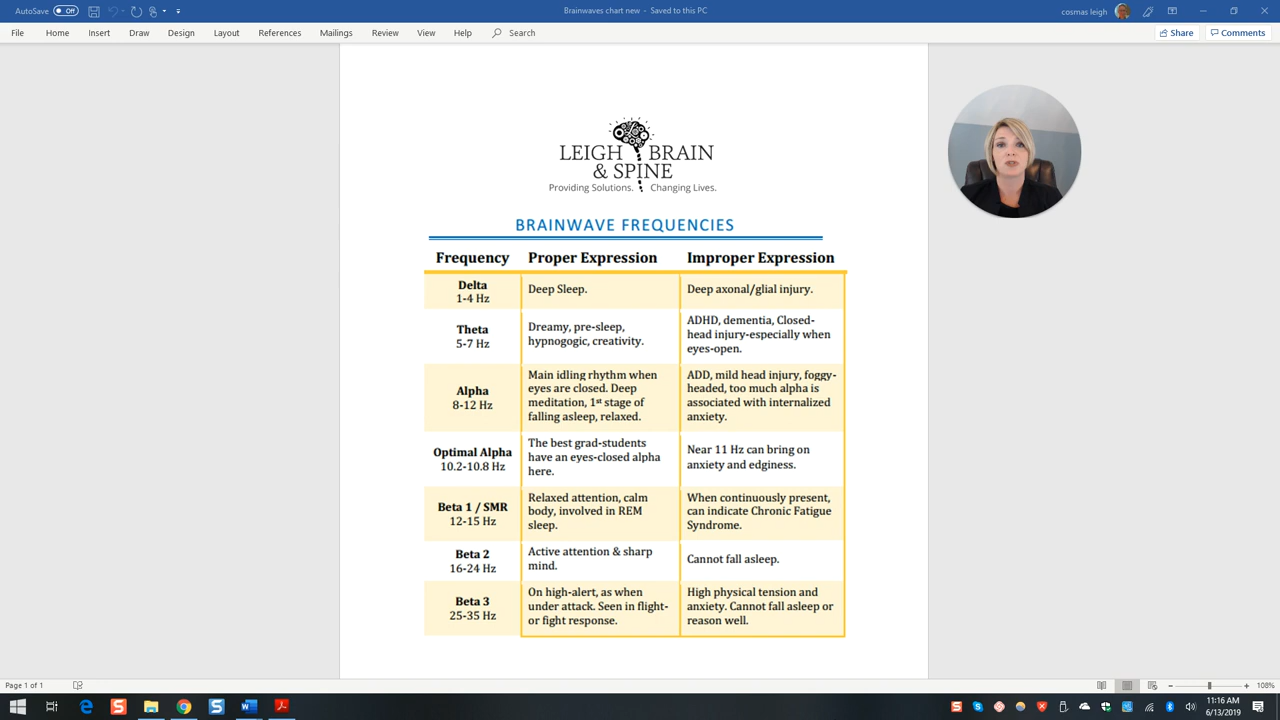 AutoSave Off Brainwaves chart new - Saved to this PC cosmas leigh
File Home Insert Draw Design Layout References Mailings Review View Help Search Share Comments
LEIGH BRAIN
& SPINE
Providing Solutions. Changing Lives.
BRAINWAVE FREQUENCIES
Frequency Proper Expression Improper Expression
Delta
1-4 Hz
Deep Sleep.
Deep axonal/glial injury.
Theta
5-7 Hz
Dreamy, pre-sleep,
hypnogogic, creativity.
ADHD, dementia, Closed-
head injury-especially when
eyes-open.
Alpha
8-12 Hz
Main idling rhythm when
eyes are closed. Deep
meditation, 1st stage of
falling asleep, relaxed.
ADD, mild head injury, foggy-
headed, too much alpha is
associated with internalized
anxiety.
Optimal Alpha
10.2-10.8 Hz
The best grad-students
have an eyes-closed alpha
here.
Near 11 Hz can bring on
anxiety and edginess.
Beta 1 / SMR
12-15 Hz
Relaxed attention, calm
body, involved in REM
sleep.
When continuously present,
can indicate Chronic Fatigue
Syndrome.
Beta 2
16-24 Hz
Active attention & sharp
mind.
Cannot fall asleep.
Beta 3
25-35 Hz
On high-alert, as when
under attack. Seen in flight-
or fight response.
High physical tension and
anxiety. Cannot fall asleep or
reason well.
Page 1 of 1 108%
11:16 AM
6/13/2019